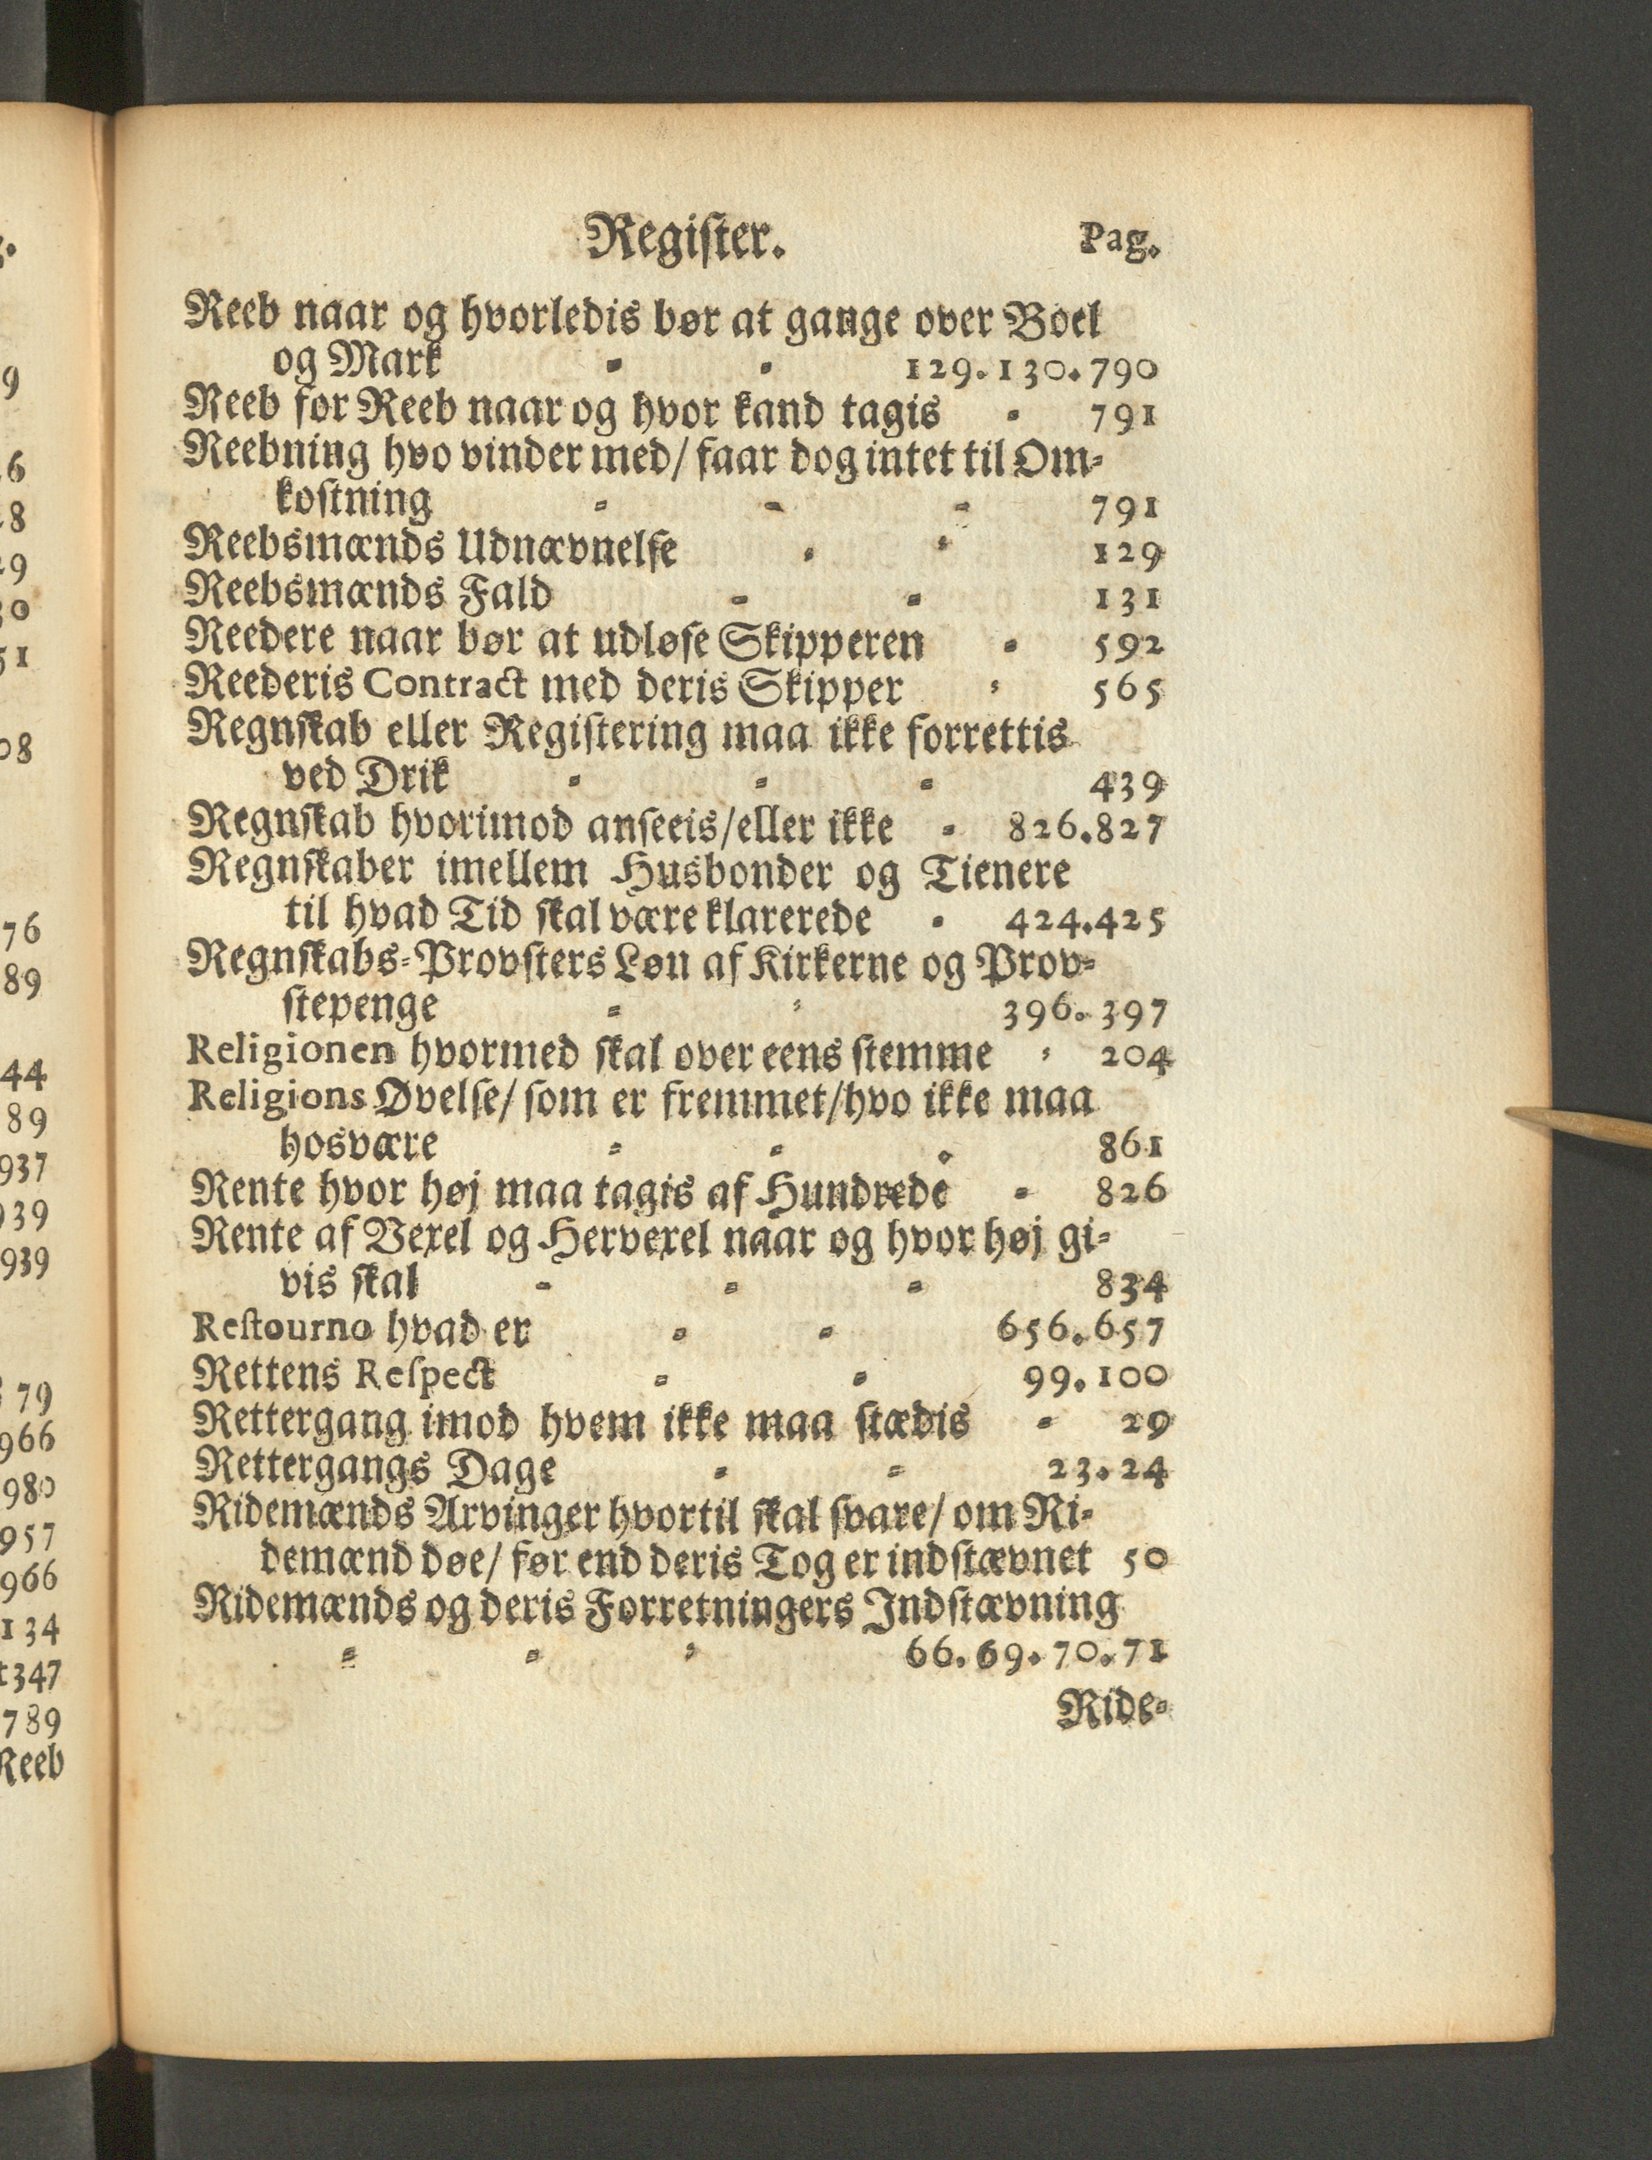 Register. Pag.
Reeb naar og hvorledis bør at gange over Boel
og Mark - - 129. 130. 790
Reeb for Reeb naar og hvor kand tagis - 791
Reebning hvo vinder med/ faar dog intet til Om-
kostning - - - 791
Reebsmænds Udnævnelse - - 129
Reebsmænds Fald - - 131
Reedere naar bør at udløse Skipperen - 592
Reederis Contract med deris Skipper - 565
Regnskab eller Registering maa ikke forrettis
ved Drik - - - 439
Regnskab hvorimod anseeis/eller ikke - 826.827
Regnskaber imellem Husbonder og Tienere
til hvad Tid skal være klarerede - 424.425
Regnskabs-Provsters Løn af Kirkerne og Prov-
stepenge - - 396. 397
Religionen hvormed skal over eens stemme - 204
Religions Øvelse/ som er fremmet/hvo ikke maa
hosvære - - - 861
Rente hvor høj maa tagis af Hundrede - 826
Rente af Vexel og Hervexel naar og hvor høj gi-
vis skal - - - 834
Restourno hvad er - - 656. 657
Rettens Respect - - 99. 100
Rettergang imod hvem ikke maa stædis - 29
Rettergangs Dage - - 23. 24
Ridemænds Arvinger hvortil skal svare/ om Ri-
demænd døe/ før end deris Tog er indstævnet 50
Ridemænds og deris Forretningers Indstævning
- - - 66. 69. 70. 71
Ride-
9
6
8
9
30
51
08
76
89
44
89
937
939
939
79
966
980
957
966
134
347
789
Reeb